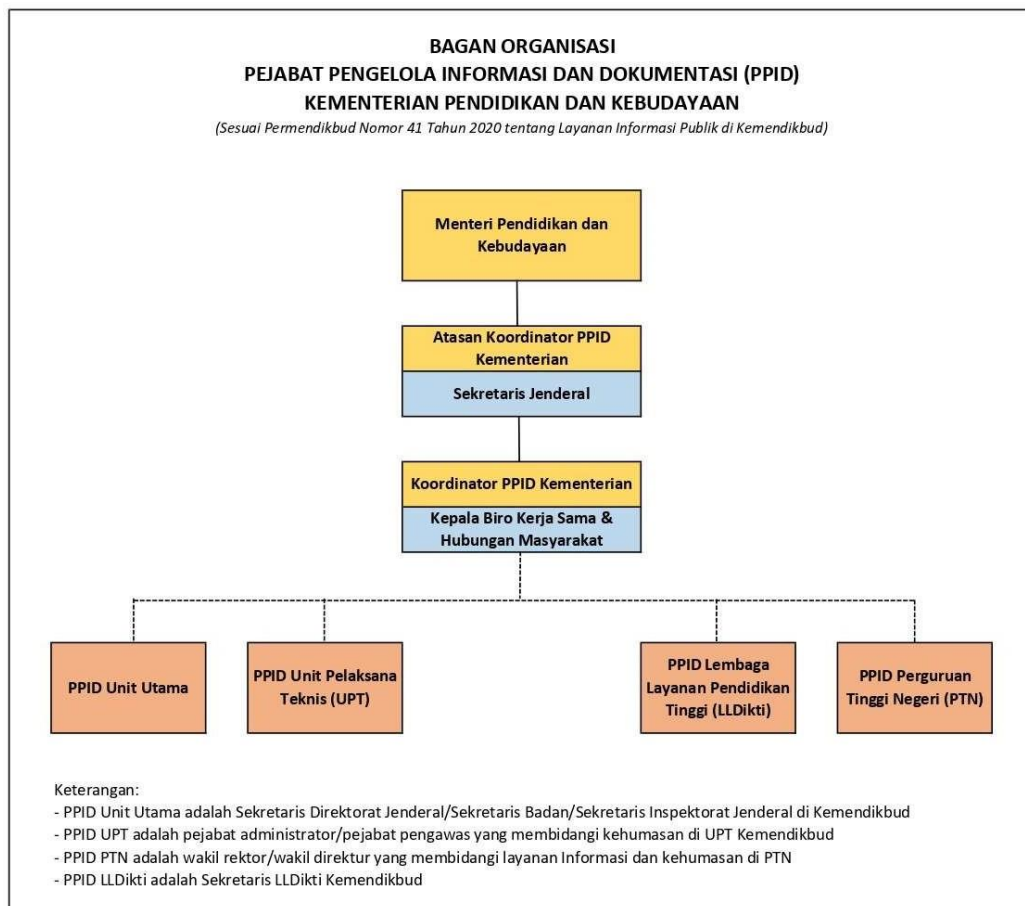 BAGAN ORGANISASI
PEJABAT PENGELOLA INFORMASI DAN DOKUMENTASI (PPID)
KEMENTERIAN PENDIDIKAN DAN KEBUDAYAAN
(Sesuai Permendikbud Nomor 41 Tahun 2020 tentang Layanan Informasi Publik di Kemendikbud)
Menteri Pendidikan dan
Kebudayaan
Atasan Koordinator PPID
Kementerian
Sekretaris Jenderal
Koordinator PPID Kementerian
Kepala Biro Kerja Sama &
Hubungan Masyarakat
PPID Unit Utama
PPID Unit Pelaksana
Teknis (UPT)
PPID Lembaga
Layanan Pendidikan
Tinggi (LLDikti)
PPID Perguruan
Tinggi Negeri (PTN)
Keterangan:
- PPID Unit Utama adalah Sekretaris Direktorat Jenderal/Sekretaris Badan/Sekretaris Inspektorat Jenderal di Kemendikbud
- PPID UPT adalah pejabat administrator/pejabat pengawas yang membidangi kehumasan di UPT Kemendikbud
- PPID PTN adalah wakil rektor/wakil direktur yang membidangi layanan Informasi dan kehumasan di PTN
- PPID LLDikti adalah Sekretaris LLDikti Kemendikbud